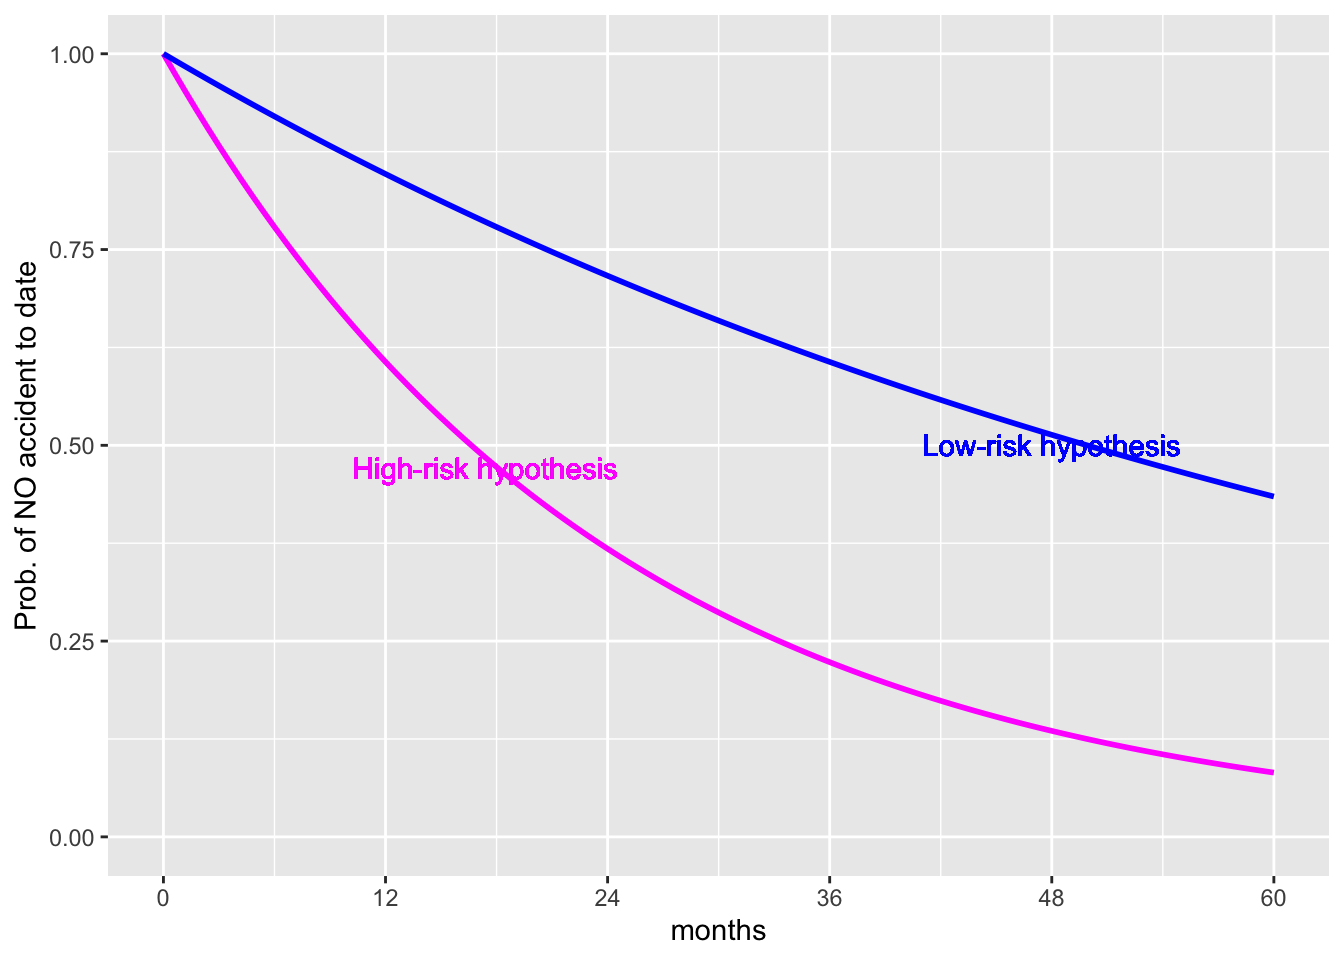 1.00
0.75
0.50
0.25
0.00
Prob. of NO accident to date
High-risk hypothesis
Low-risk hypothesis
0 12 24 36 48 60
months